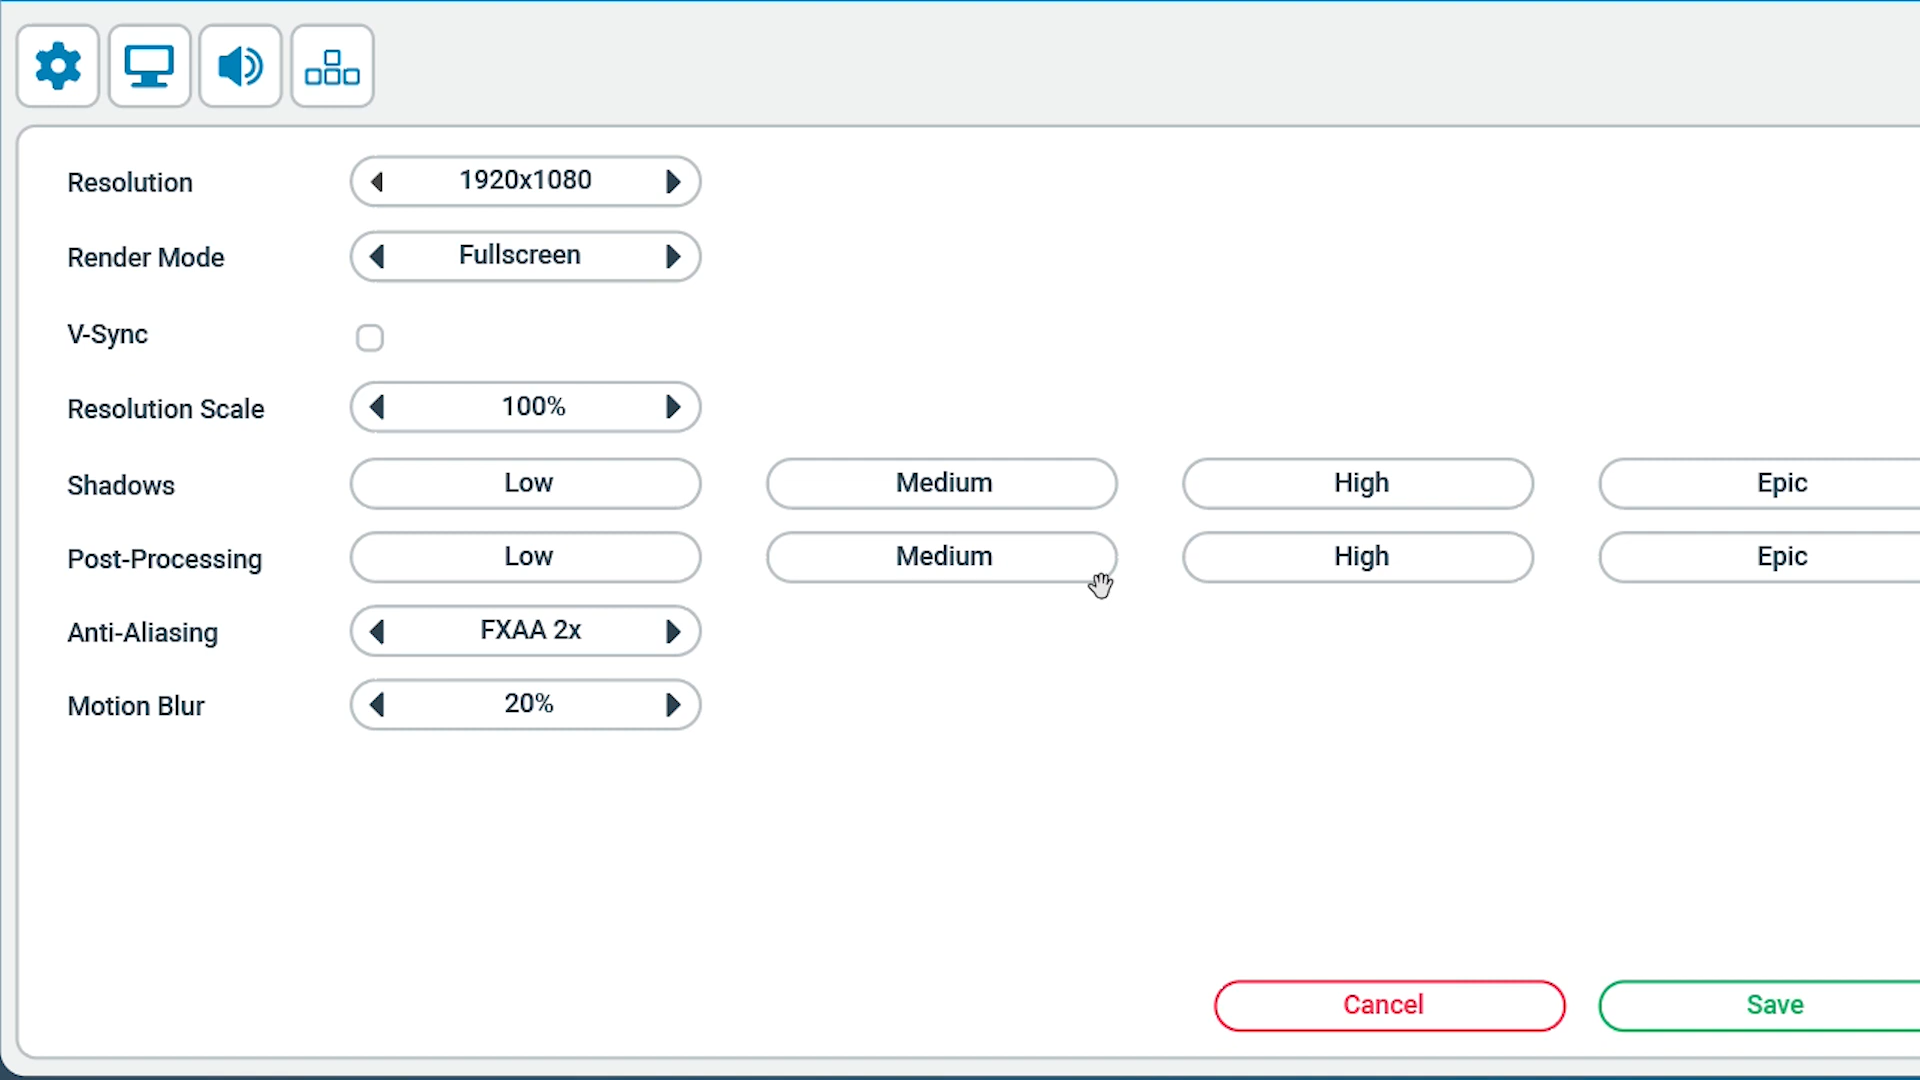 Resolution 1920x1080
Render Mode Fullscreen
V-Sync
Resolution Scale 100%
Shadows Low Medium High Epic
Post-Processing Low Medium High Epic
Anti-Aliasing FXAA 2x
Motion Blur 20%
Cancel Save